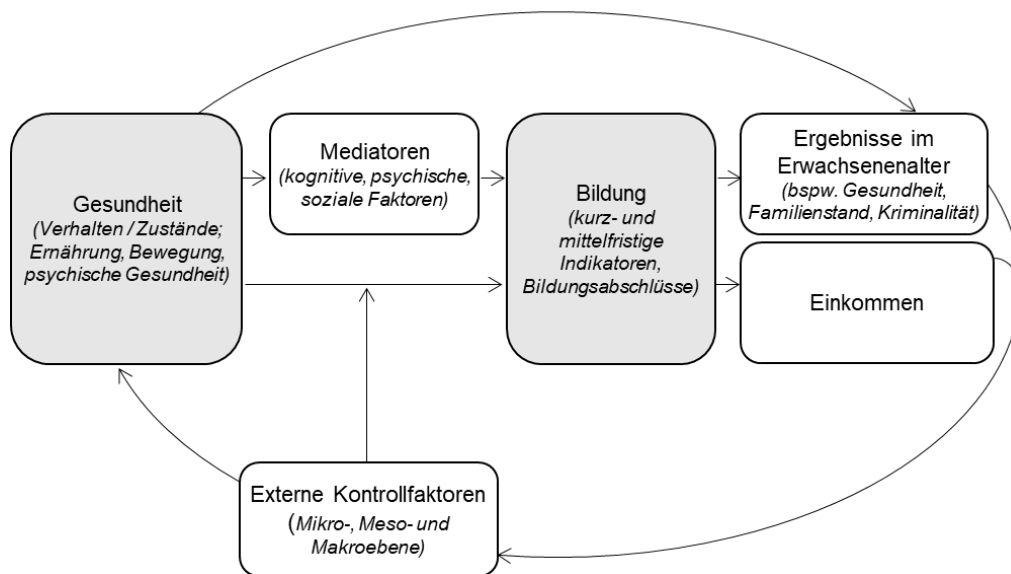 Gesundheit
(Verhalten / Zustände;
Ernährung, Bewegung,
psychische Gesundheit)
Mediatoren
(kognitive, psychische,
soziale Faktoren)
Bildung
(kurz- und
mittelfristige
Indikatoren,
Bildungsabschlüsse)
Ergebnisse im
Erwachsenenalter
(bspw. Gesundheit,
Familienstand, Kriminalität)
Einkommen
Externe Kontrollfaktoren
(Mikro-, Meso- und
Makroebene)